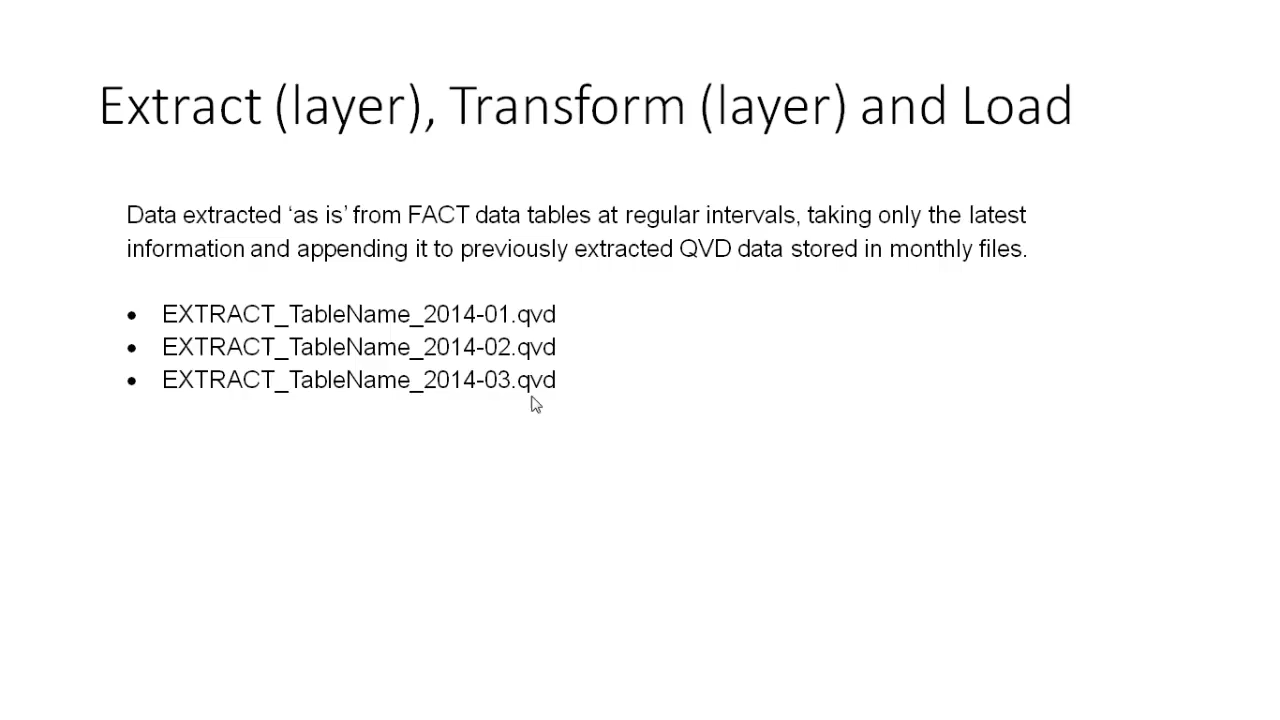 Extract (layer), Transform (layer) and Load
Data extracted ‘as is’ from FACT data tables at regular intervals, taking only the latest
information and appending it to previously extracted QVD data stored in monthly files.
• EXTRACT_TableName_2014-01.qvd
• EXTRACT_TableName_2014-02.qvd
• EXTRACT_TableName_2014-03.qvd